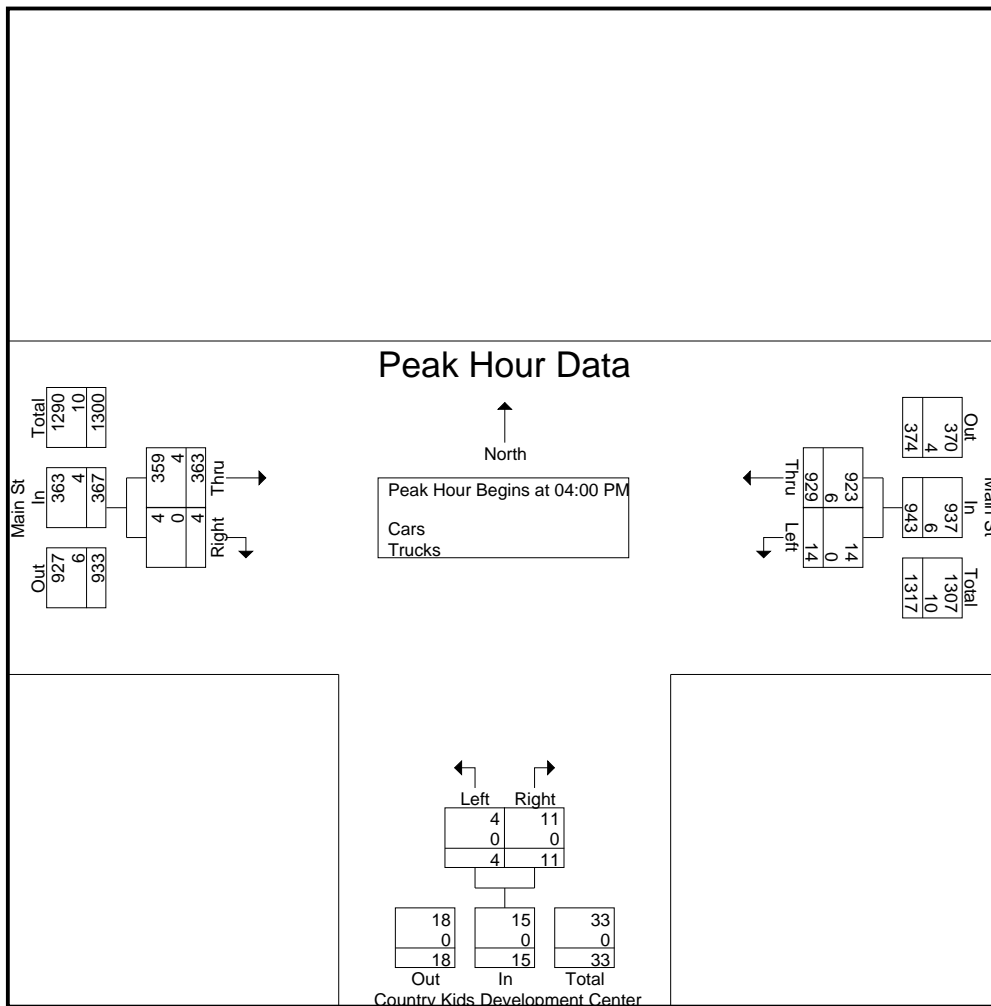 Peak Hour Data
North
Peak Hour Begins at 04:00 PM
Cars
Trucks
Main St
Total
1290
10
1300
In
363
4
367
Out
927
6
933
Thru
359
4
363
Right
4
0
4
Main St
Out
370
4
374
In
937
6
943
Total
1307
10
1317
Thru
923
6
929
Left
14
0
14
Left Right
4 11
0 0
4 11
18 15 33
0 0 0
18 15 33
Out In Total
Country Kids Development Center